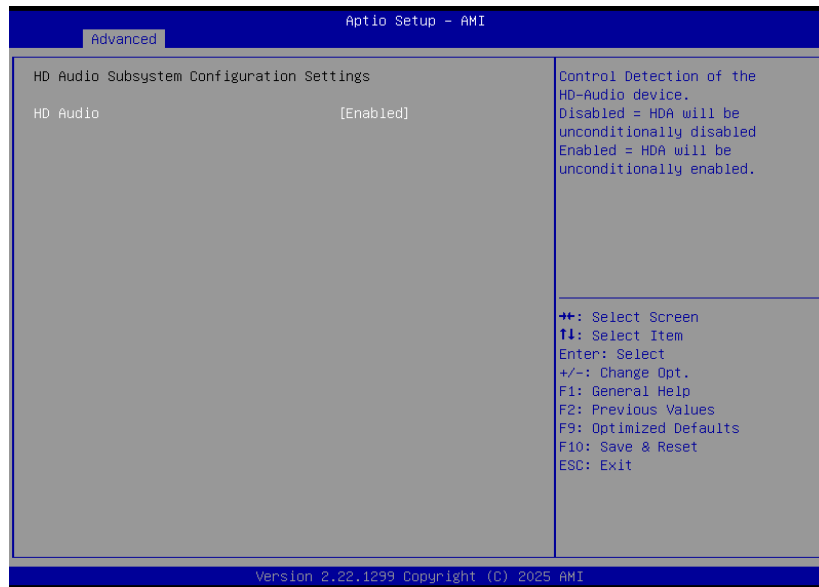 Aptio Setup – AMI
Advanced
HD Audio Subsystem Configuration Settings
HD Audio [Enabled]
Control Detection of the
HD-Audio device.
Disabled = HDA will be
unconditionally disabled
Enabled = HDA will be
unconditionally enabled.
→←: Select Screen
↑↓: Select Item
Enter: Select
+/-: Change Opt.
F1: General Help
F2: Previous Values
F9: Optimized Defaults
F10: Save & Reset
ESC: Exit
Version 2.22.1299 Copyright (C) 2025 AMI